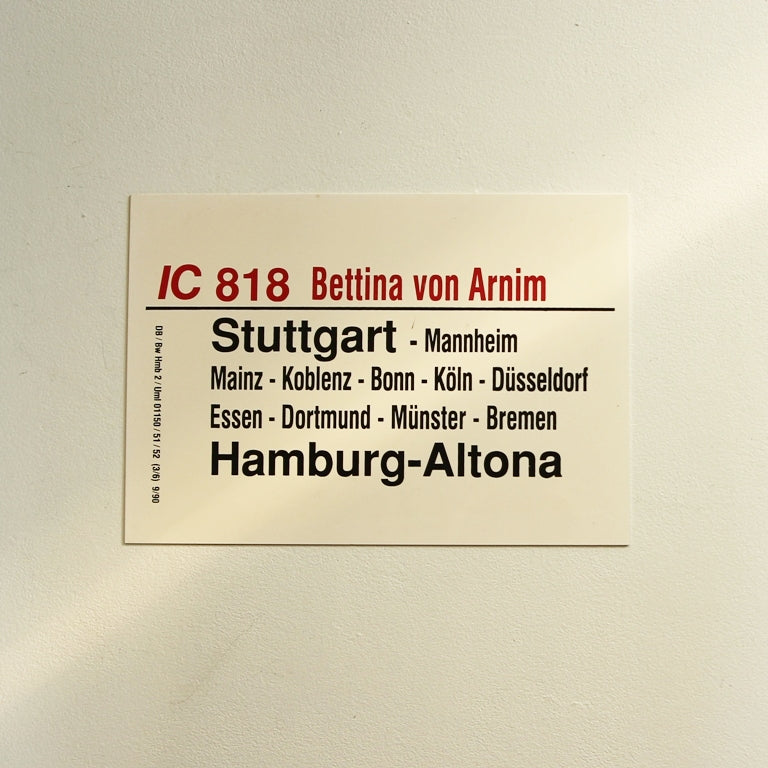 IC 818 Bettina von Arnim
Stuttgart - Mannheim
Mainz - Koblenz - Bonn - Köln - Düsseldorf
Essen - Dortmund - Münster - Bremen
Hamburg-Altona
DB / Bw Hmb 2 / Uml 01150 / 51 / 52 (3/6) 9/90